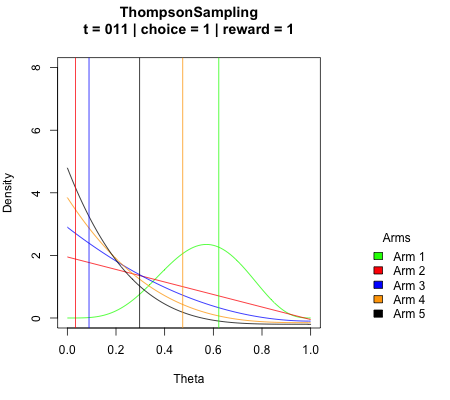 ThompsonSampling
t = 011 | choice = 1 | reward = 1
8
6
4
2
0
Density
0.0 0.2 0.4 0.6 0.8 1.0
Theta
Arms
Arm 1
Arm 2
Arm 3
Arm 4
Arm 5